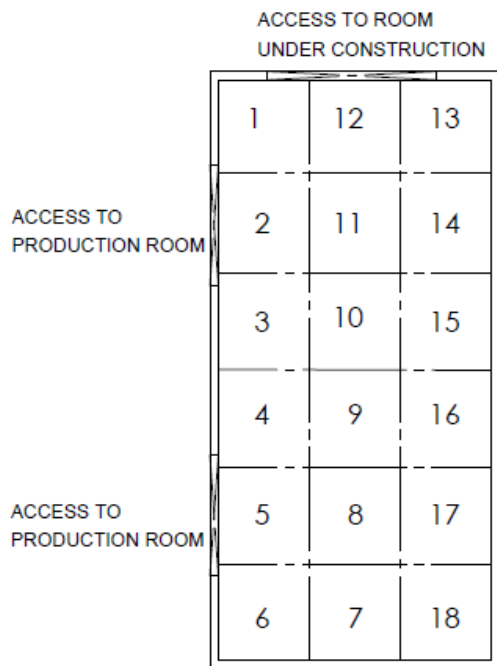 ACCESS TO ROOM
UNDER CONSTRUCTION
1 12 13
ACCESS TO
PRODUCTION ROOM
2 11 14
3 10 15
4 9 16
ACCESS TO
PRODUCTION ROOM
5 8 17
6 7 18